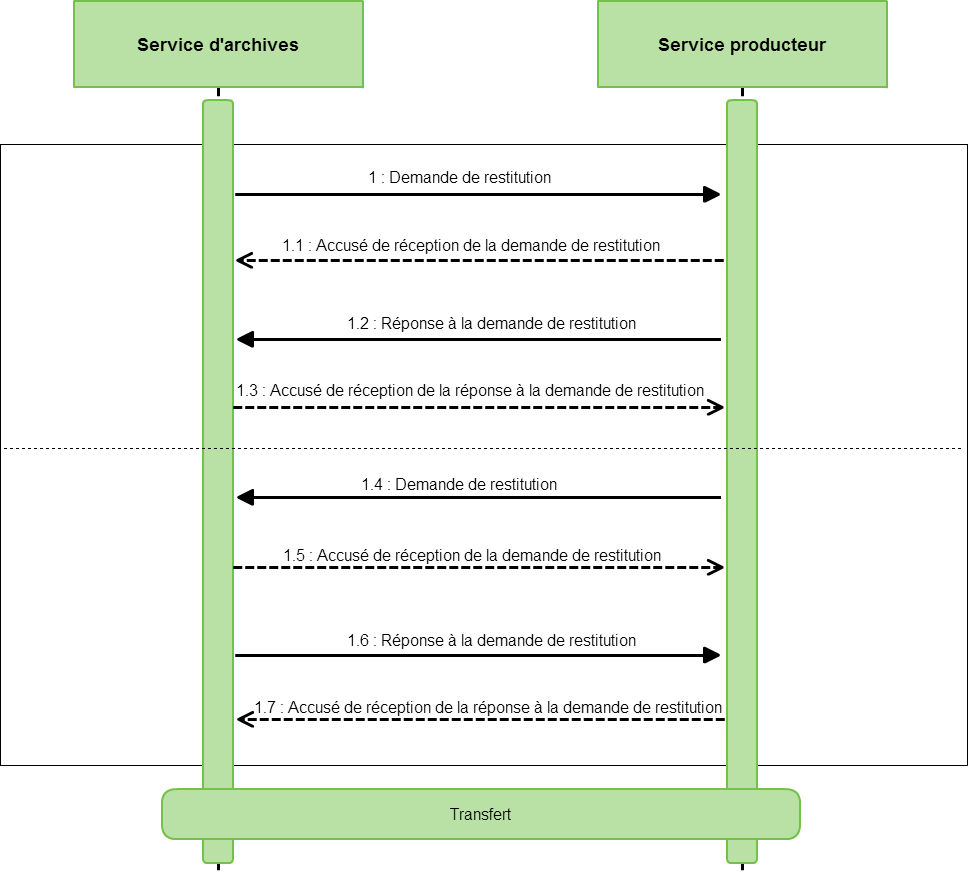 Service d'archives
Service producteur
1 : Demande de restitution
1.1 : Accusé de réception de la demande de restitution
1.2 : Réponse à la demande de restitution
1.3 : Accusé de réception de la réponse à la demande de restitution
1.4 : Demande de restitution
1.5 : Accusé de réception de la demande de restitution
1.6 : Réponse à la demande de restitution
1.7 : Accusé de réception de la réponse à la demande de restitution
Transfert